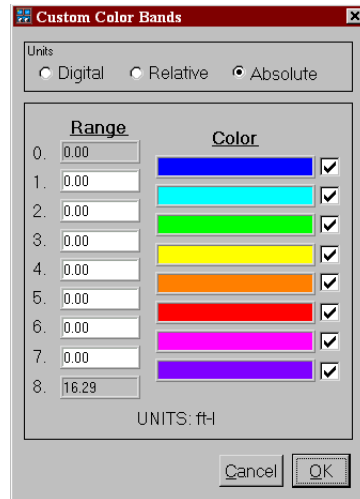 Custom Color Bands
Units
Digital Relative Absolute
Range Color
0. 0.00
1. 0.00
2. 0.00
3. 0.00
4. 0.00
5. 0.00
6. 0.00
7. 0.00
8. 16.29
UNITS: ft-l
Cancel OK